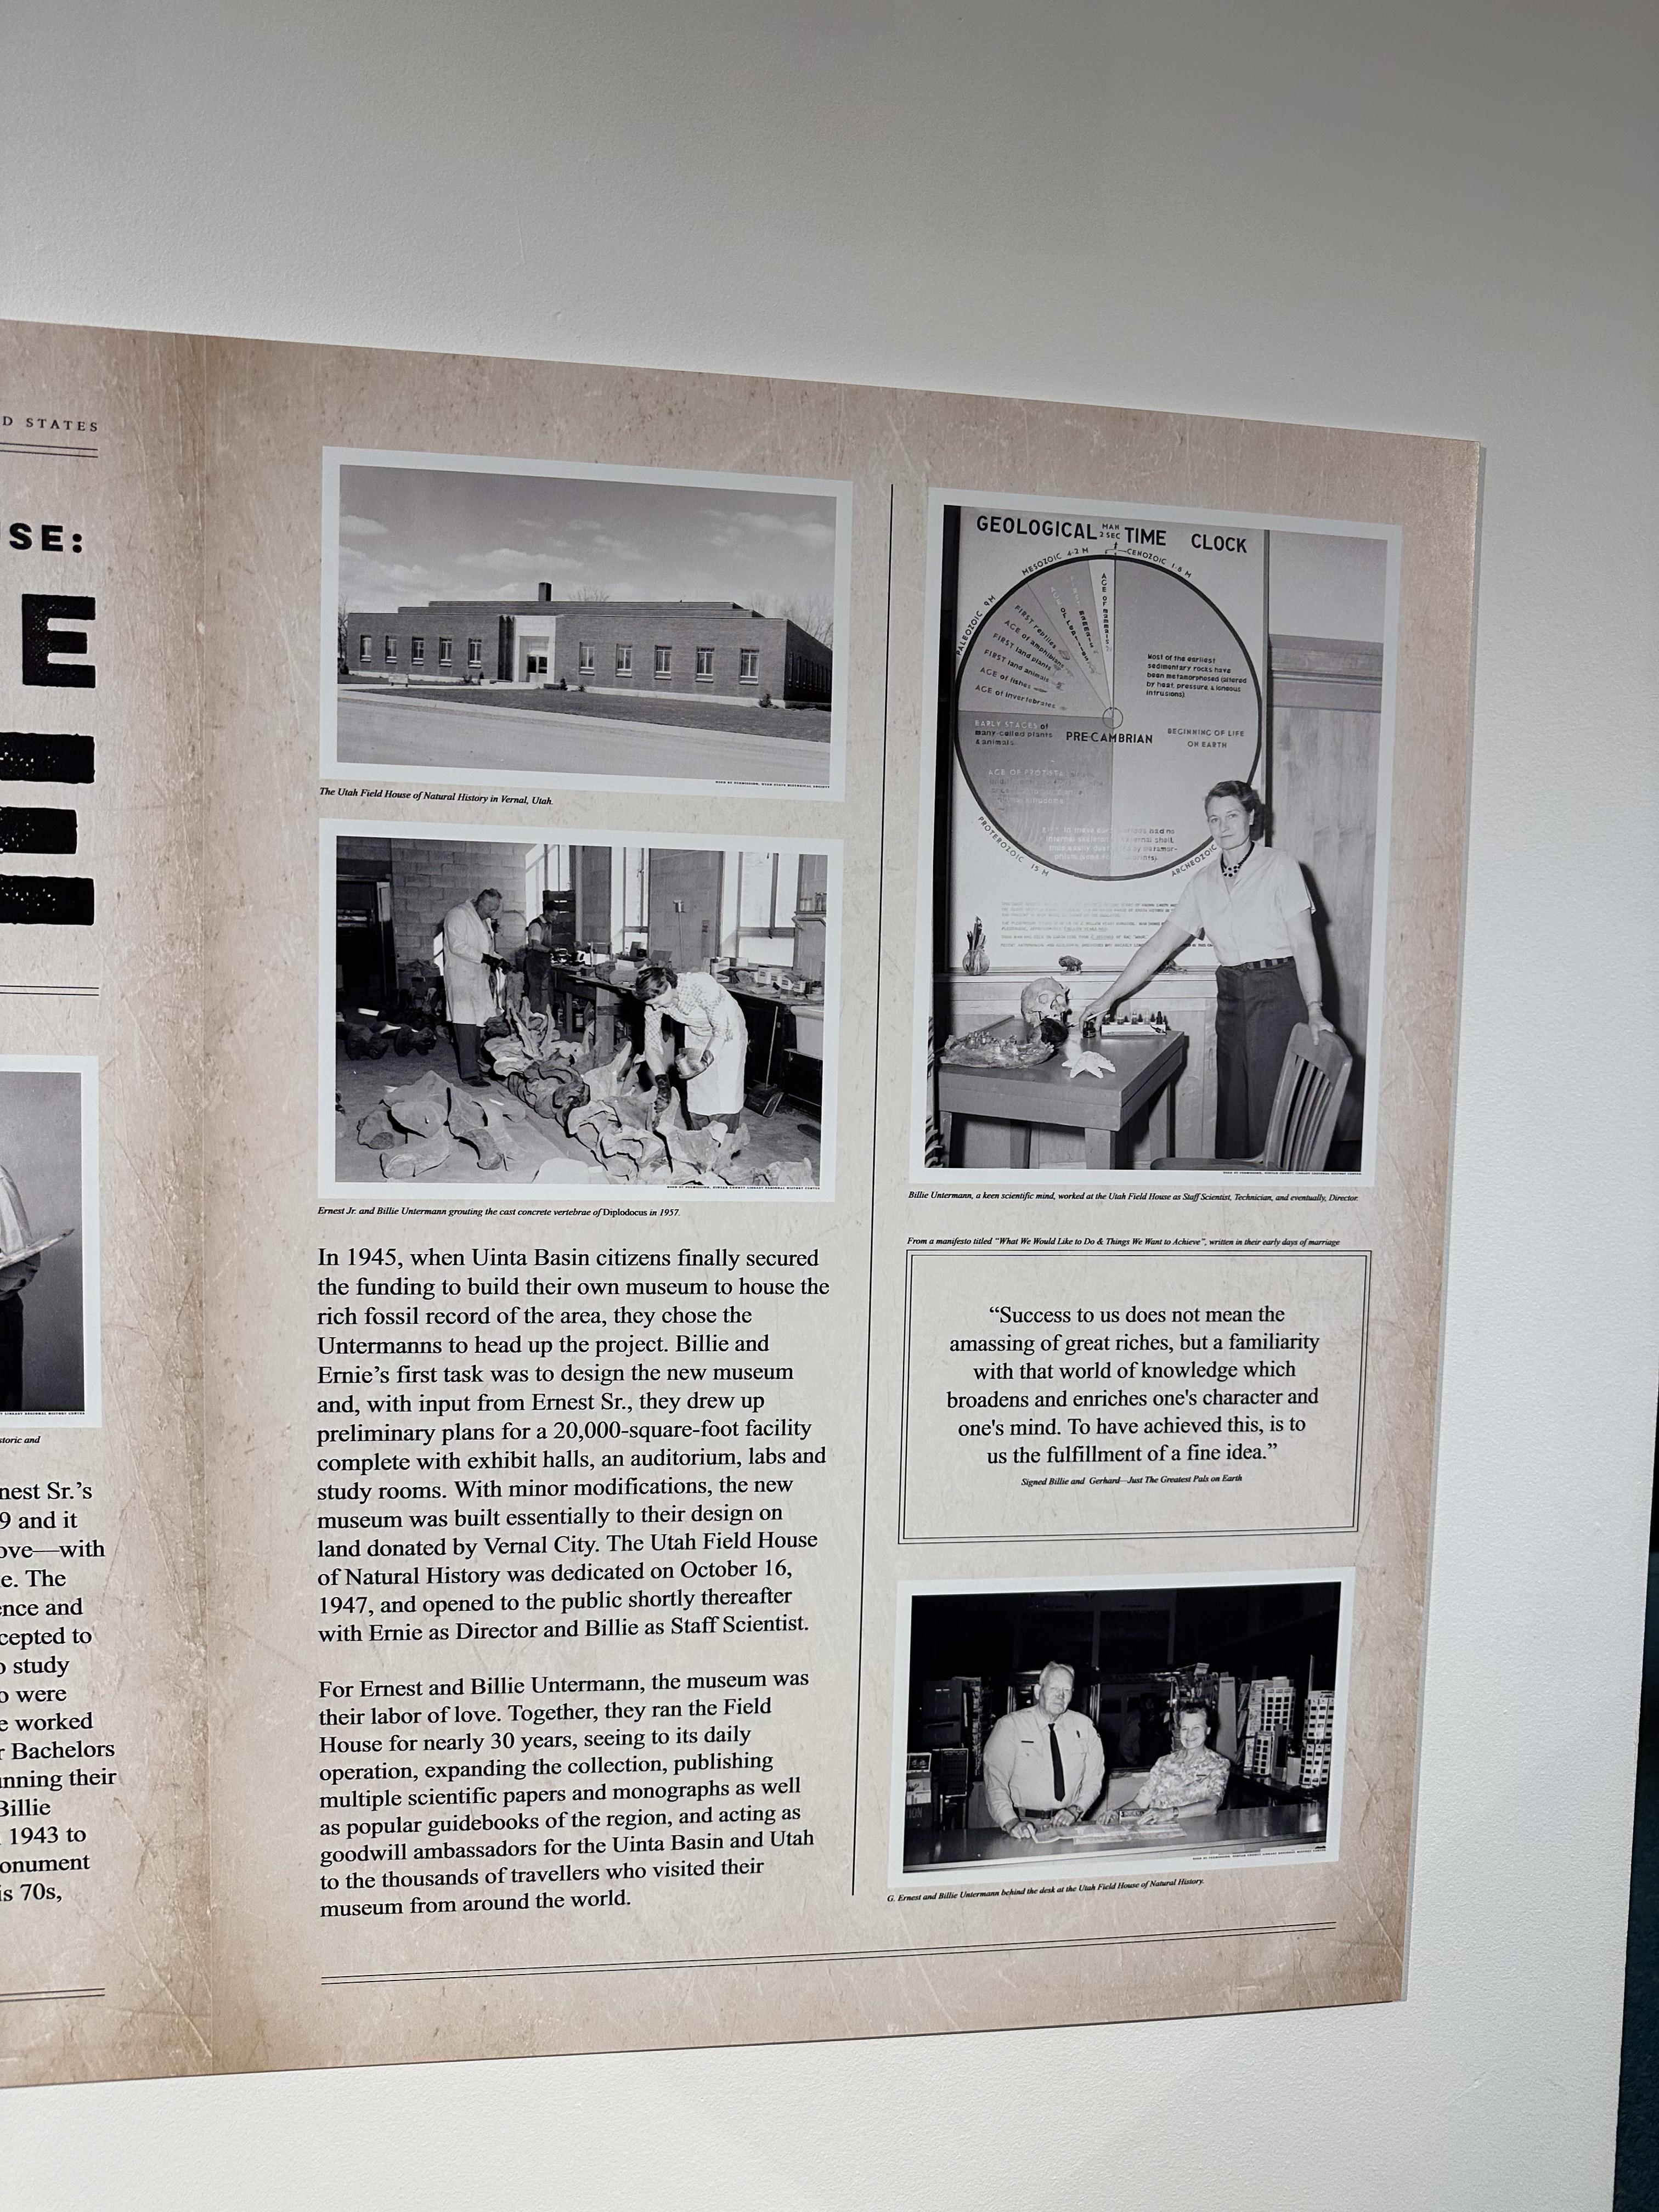 D STATES
SE:
E
storic and
nest Sr.'s
9 and it
ove—with
e. The
ence and
cepted to
o study
o were
e worked
r Bachelors
unning their
Billie
1943 to
onument
is 70s,
The Utah Field House of Natural History in Vernal, Utah.
Ernest Jr. and Billie Untermann grouting the cast concrete vertebrae of Diplodocus in 1957.
In 1945, when Uinta Basin citizens finally secured
the funding to build their own museum to house the
rich fossil record of the area, they chose the
Untermanns to head up the project. Billie and
Ernie’s first task was to design the new museum
and, with input from Ernest Sr., they drew up
preliminary plans for a 20,000-square-foot facility
complete with exhibit halls, an auditorium, labs and
study rooms. With minor modifications, the new
museum was built essentially to their design on
land donated by Vernal City. The Utah Field House
of Natural History was dedicated on October 16,
1947, and opened to the public shortly thereafter
with Ernie as Director and Billie as Staff Scientist.
For Ernest and Billie Untermann, the museum was
their labor of love. Together, they ran the Field
House for nearly 30 years, seeing to its daily
operation, expanding the collection, publishing
multiple scientific papers and monographs as well
as popular guidebooks of the region, and acting as
goodwill ambassadors for the Uinta Basin and Utah
to the thousands of travellers who visited their
museum from around the world.
GEOLOGICAL MAN 2 SEC TIME CLOCK
MESOZOIC 4.2 M
CENOZOIC 1.6 M
PALEOZOIC 9M
AGE OF mammals
FIRST reptiles
AGE of amphibians
FIRST land plants
FIRST land animals
AGE of fishes
AGE of invertebrates
Most of the earliest
sedimentary rocks have
been metamorphosed (altered
by heat, pressure, & igneous
intrusions).
EARLY STAGES of
many-celled plants
& animals.
PRE-CAMBRIAN
BEGINNING OF LIFE
ON EARTH
AGE OF PROTISTA
PROTEROZOIC 15 M
ARCHEOZOIC
Billie Untermann, a keen scientific mind, worked at the Utah Field House as Staff Scientist, Technician, and eventually, Director.
From a manifesto titled “What We Would Like to Do & Things We Want to Achieve”, written in their early days of marriage
“Success to us does not mean the
amassing of great riches, but a familiarity
with that world of knowledge which
broadens and enriches one's character and
one's mind. To have achieved this, is to
us the fulfillment of a fine idea.”
Signed Billie and Gerhard—Just The Greatest Pals on Earth
G. Ernest and Billie Untermann behind the desk at the Utah Field House of Natural History.